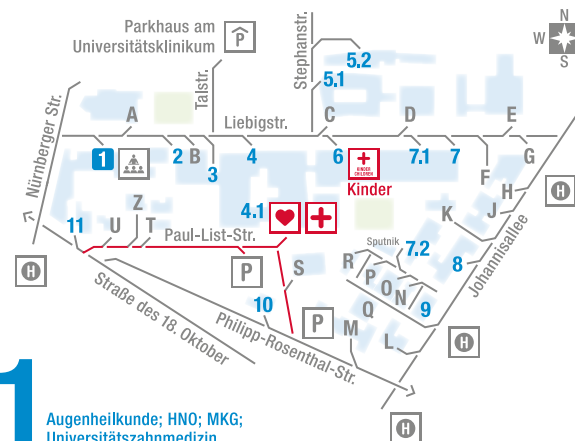 Parkhaus am
Universitätsklinikum
P
Stephanstr.
5.2
5.1
N
W
S
Nürnberger Str.
Talstr.
A
Liebigstr.
C
D
E
1
2
B
3
4
6
KINDER
CHILDREN
Kinder
7.1
7
F
G
H
H
J
K
4.1
Z
11
U
T
Paul-List-Str.
Sputnik
7.2
8
Johannisallee
H
P
S
R
P
O
N
9
Q
10
P
M
L
H
Straße des 18. Oktober
Philipp-Rosenthal-Str.
H
1
Augenheilkunde; HNO; MKG;
Universitätszahnmedizin